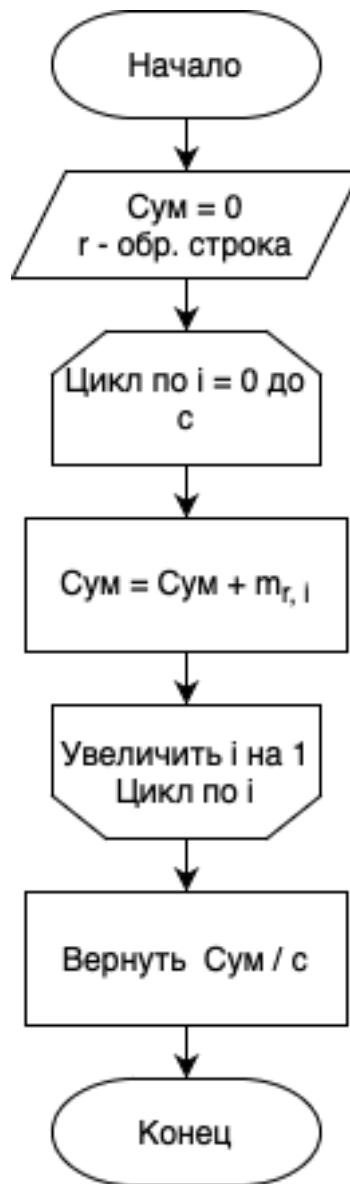 Начало
Сум = 0
r - обр. строка
Цикл по i = 0 до
с
Сум = Сум + mr, i
Увеличить i на 1
Цикл по i
Вернуть Сум / с
Конец